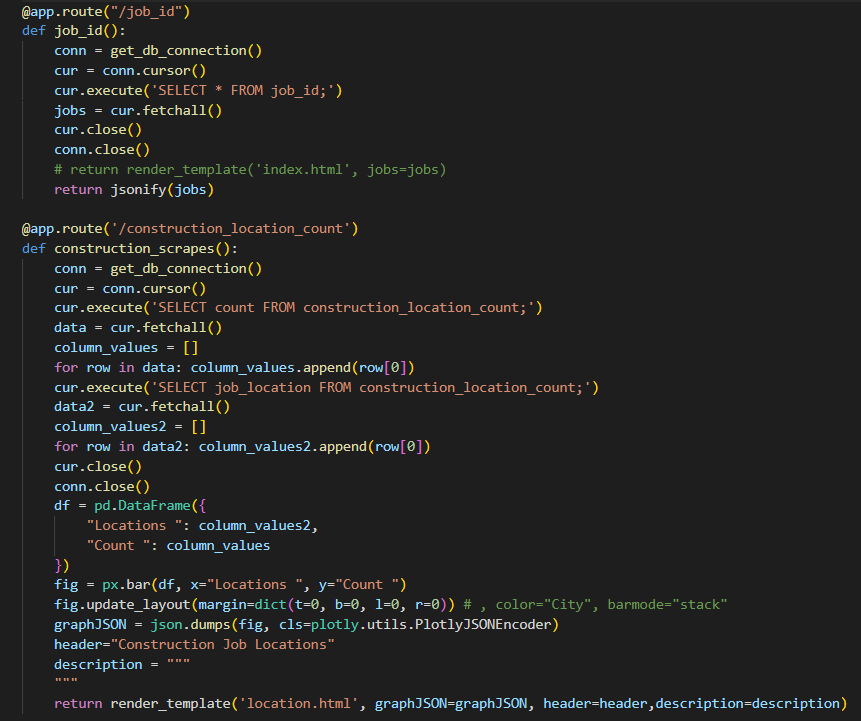 @app.route("/job_id")
def job_id():
    conn = get_db_connection()
    cur = conn.cursor()
    cur.execute('SELECT * FROM job_id;')
    jobs = cur.fetchall()
    cur.close()
    conn.close()
    # return render_template('index.html', jobs=jobs)
    return jsonify(jobs)

@app.route('/construction_location_count')
def construction_scrapes():
    conn = get_db_connection()
    cur = conn.cursor()
    cur.execute('SELECT count FROM construction_location_count;')
    data = cur.fetchall()
    column_values = []
    for row in data: column_values.append(row[0])
    cur.execute('SELECT job_location FROM construction_location_count;')
    data2 = cur.fetchall()
    column_values2 = []
    for row in data2: column_values2.append(row[0])
    cur.close()
    conn.close()
    df = pd.DataFrame({
        "Locations ": column_values2,
        "Count ": column_values
    })
    fig = px.bar(df, x="Locations ", y="Count ")
    fig.update_layout(margin=dict(t=0, b=0, l=0, r=0)) # , color="City", barmode="stack"
    graphJSON = json.dumps(fig, cls=plotly.utils.PlotlyJSONEncoder)
    header="Construction Job Locations"
    description = """
    """
    return render_template('location.html', graphJSON=graphJSON, header=header,description=description)